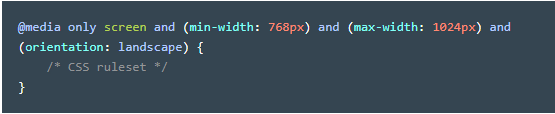 @media only screen and (min-width: 768px) and (max-width: 1024px) and
(orientation: landscape) {
    /* CSS ruleset */
}